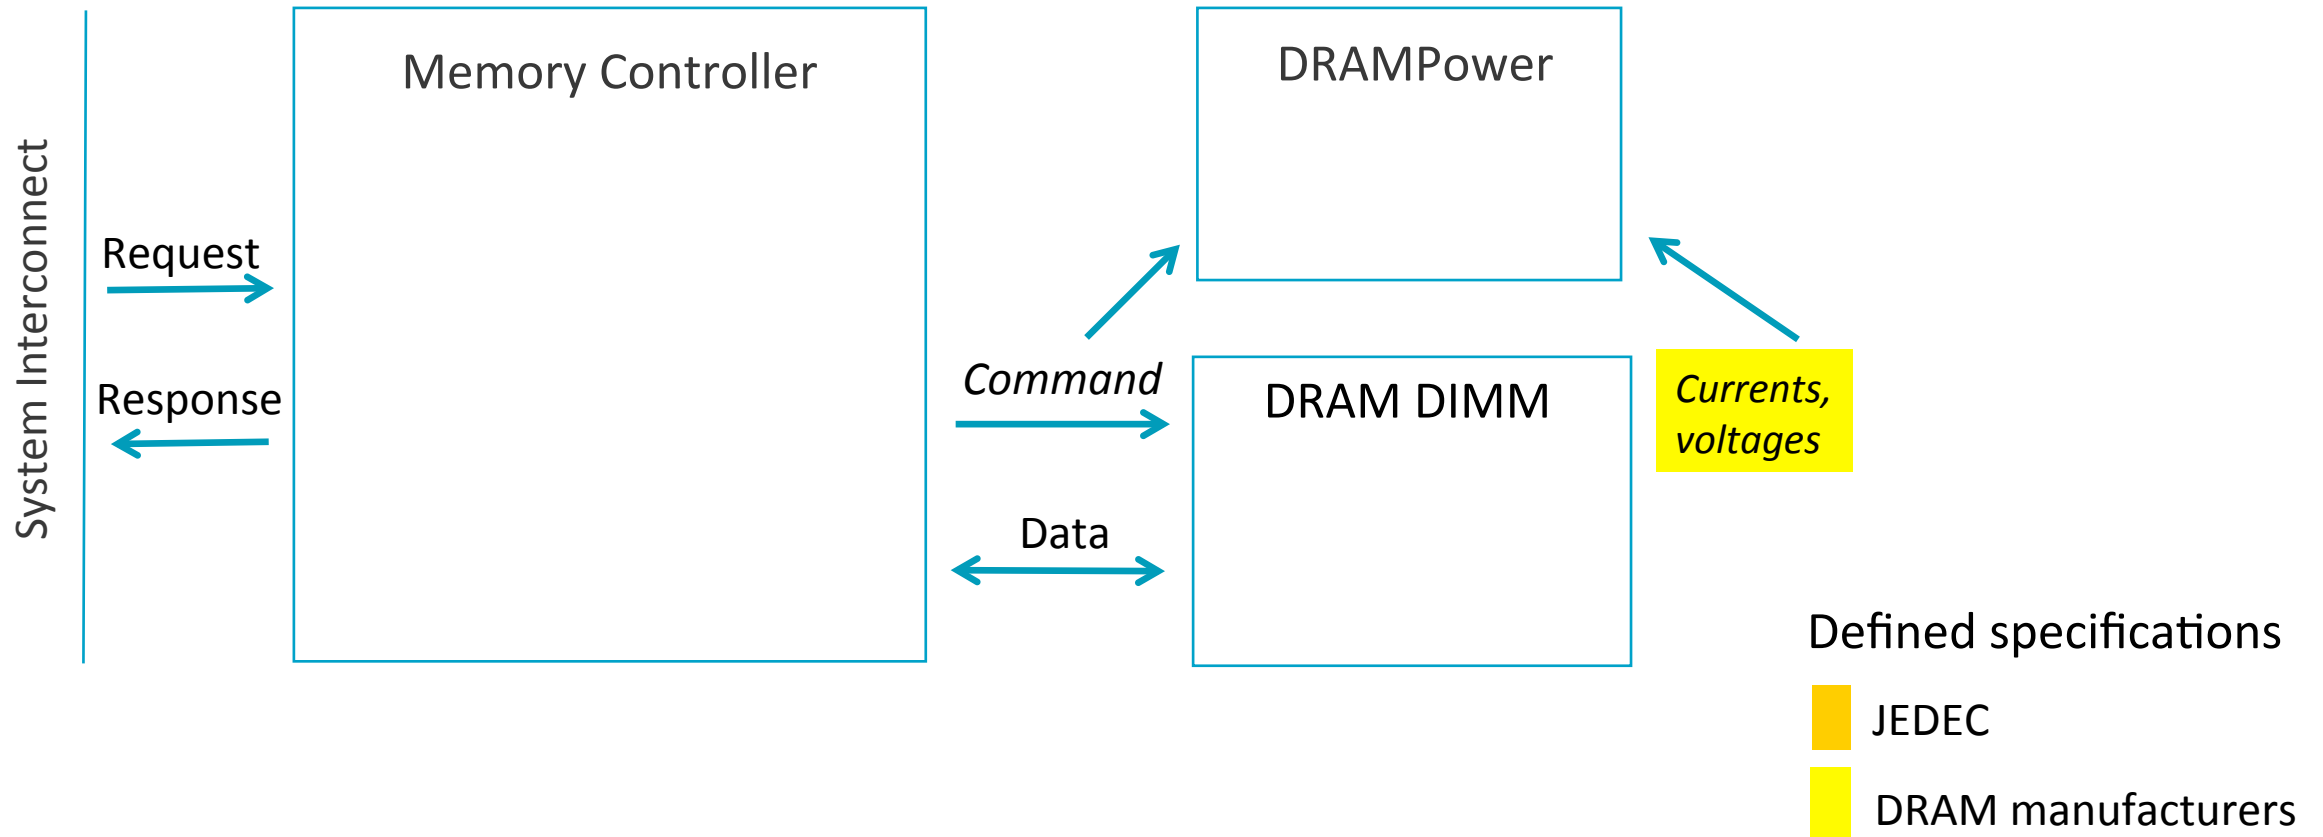 System Interconnect
Request
Response
Memory Controller
Command
Data
DRAMPower
DRAM DIMM
Currents,
voltages
Defined specifications
JEDEC
DRAM manufacturers